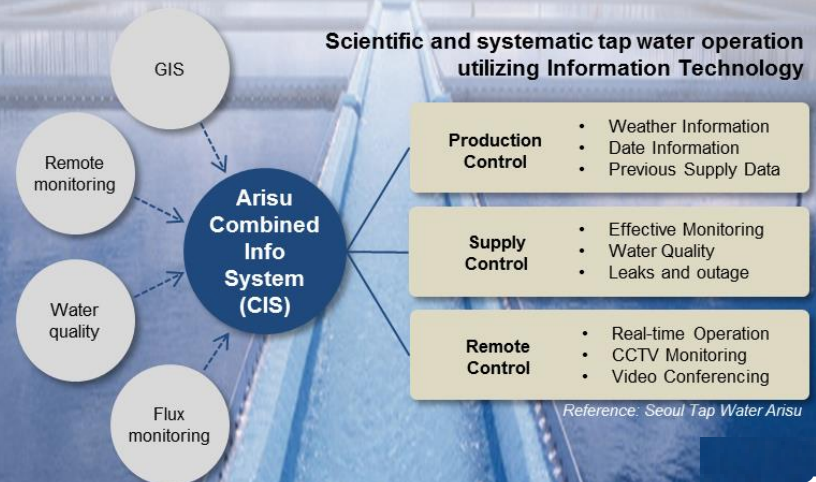 Scientific and systematic tap water operation
utilizing Information Technology
GIS
Remote
monitoring
Water
quality
Flux
monitoring
Arisu
Combined
Info
System
(CIS)
Production
Control
• Weather Information
• Date Information
• Previous Supply Data
Supply
Control
• Effective Monitoring
• Water Quality
• Leaks and outage
Remote
Control
• Real-time Operation
• CCTV Monitoring
• Video Conferencing
Reference: Seoul Tap Water Arisu